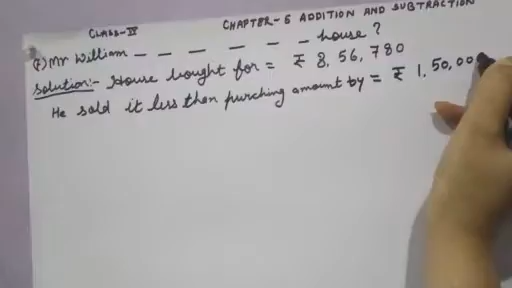 CLASS-IV CHAPTER-5 ADDITION AND SUBTRACTION
(F) Mr William — — — — — — house ?
Solution:- House bought for = ₹ 8,56,780
He sold it less then purching amount by = ₹ 1,50,00